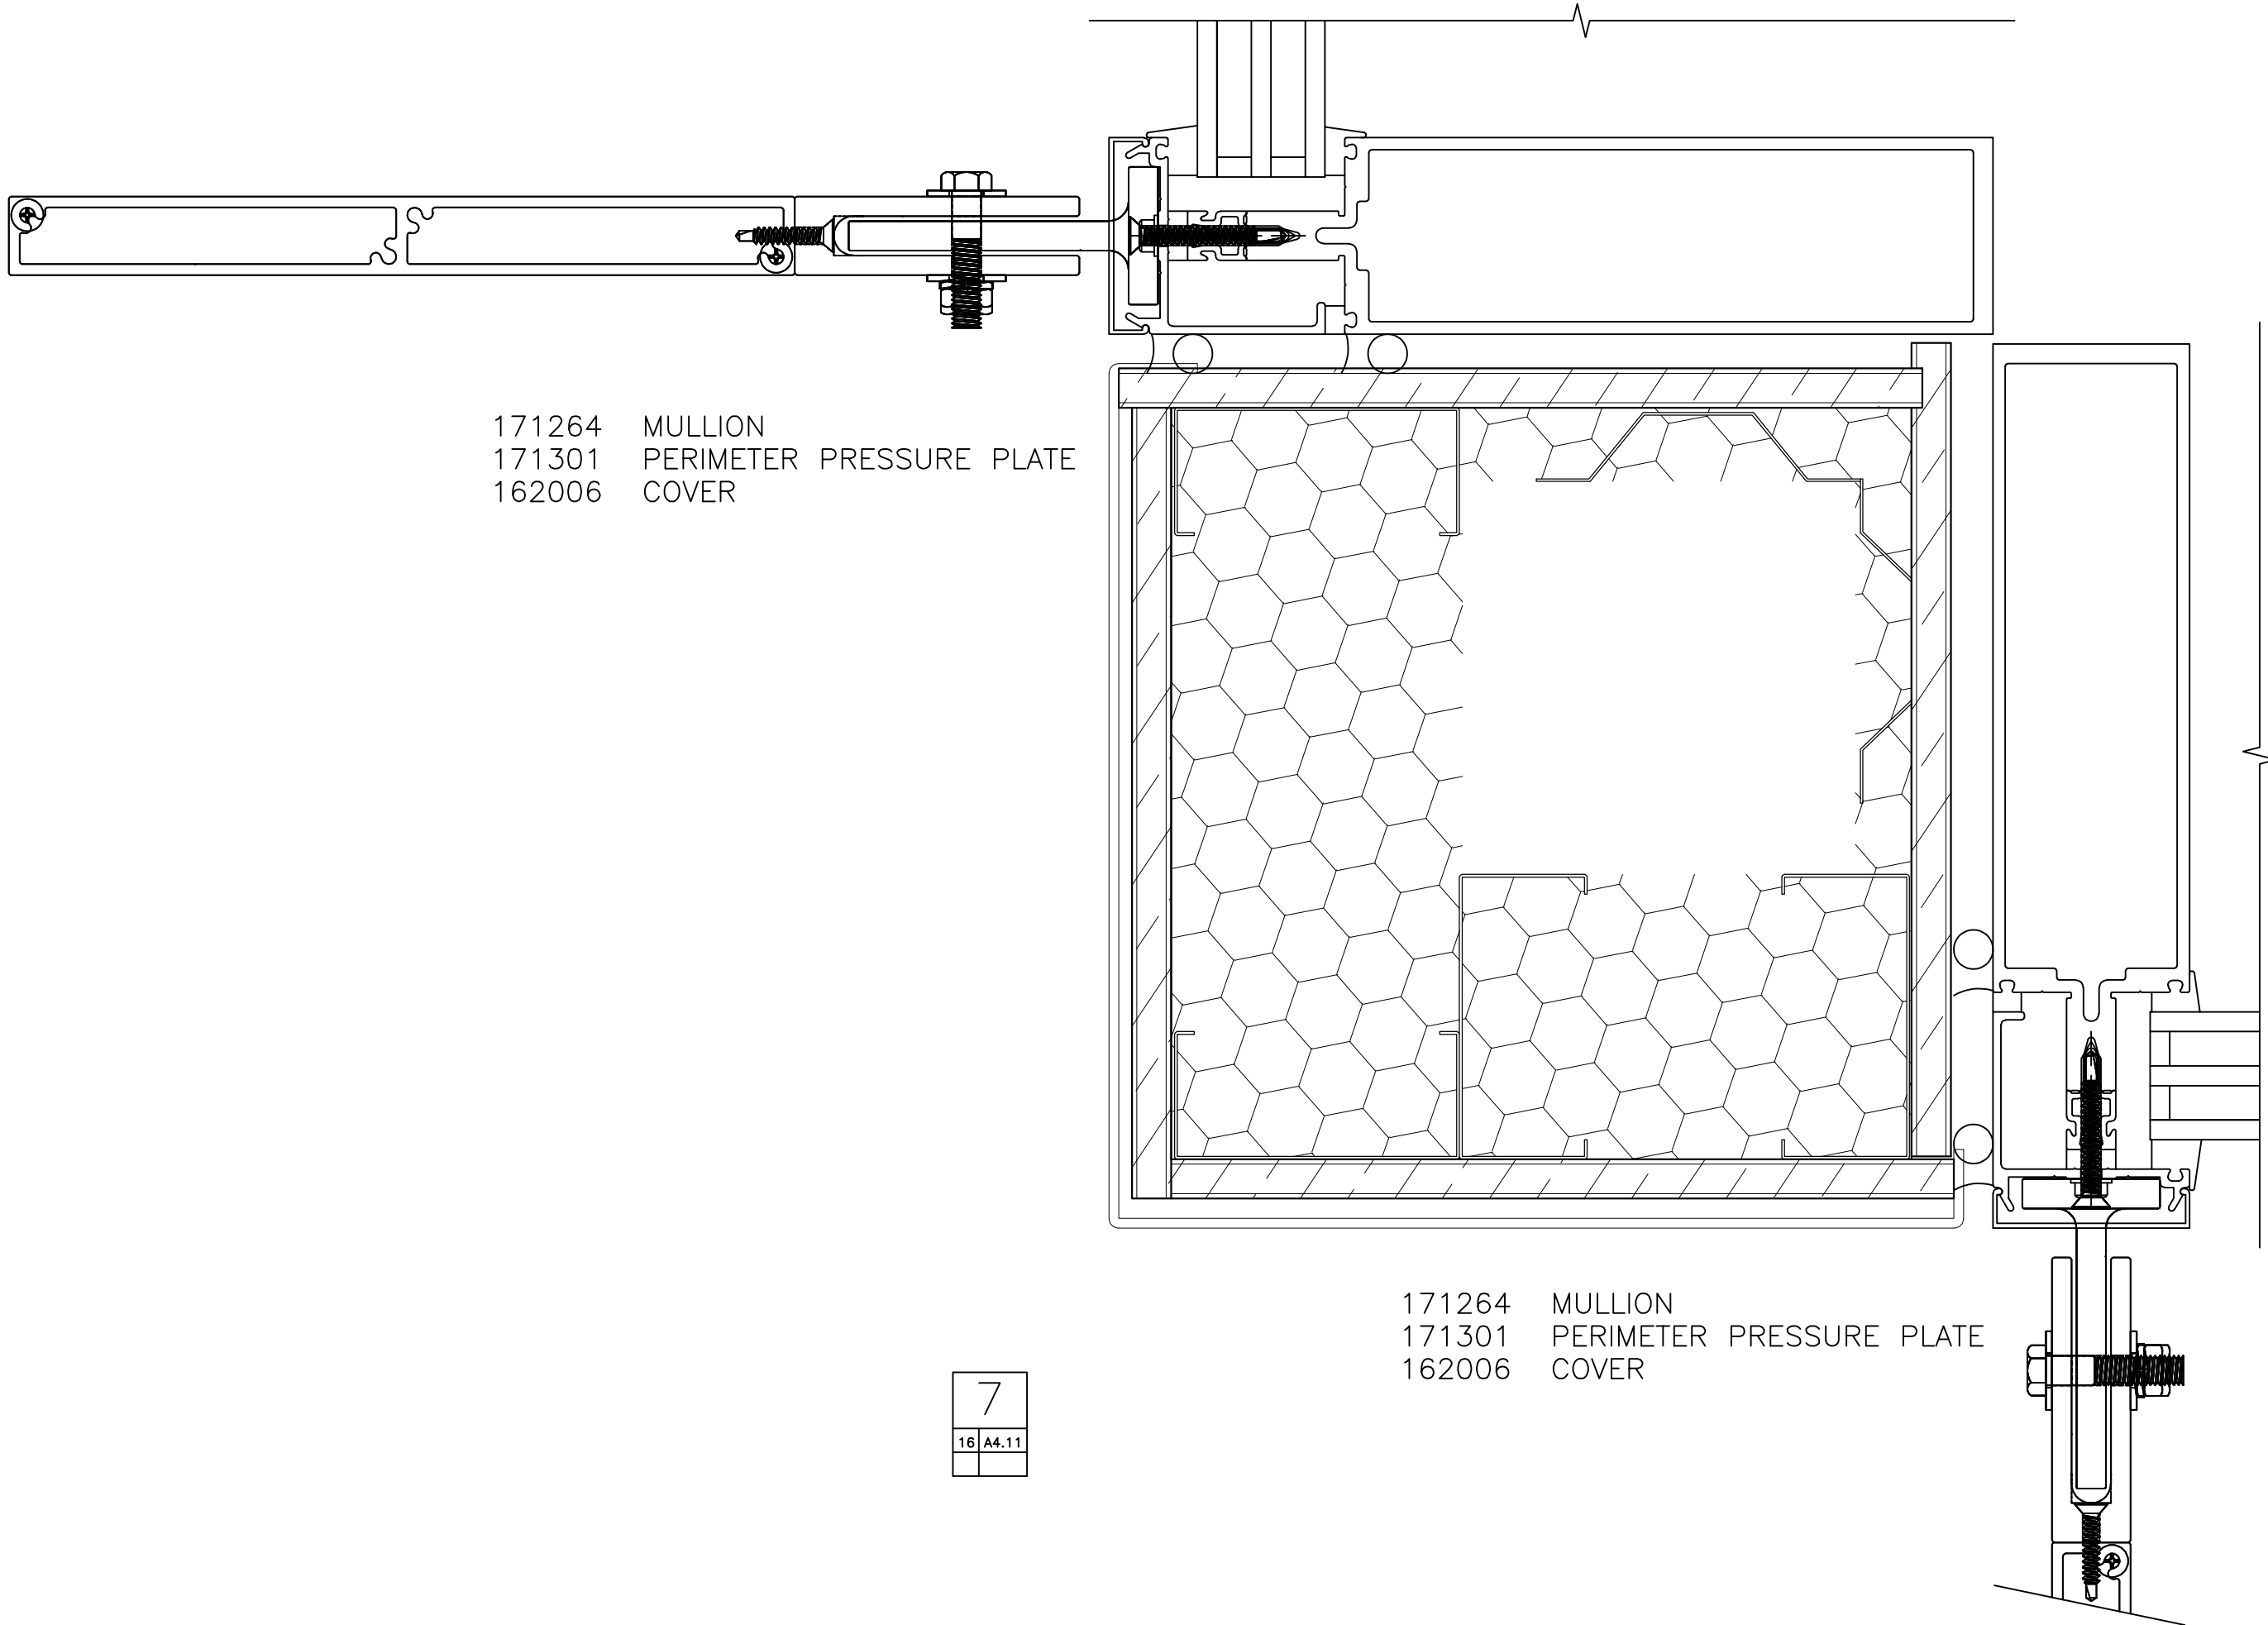 171264 MULLION
171301 PERIMETER PRESSURE PLATE
162006 COVER
171264 MULLION
171301 PERIMETER PRESSURE PLATE
162006 COVER
7
16 A4.11